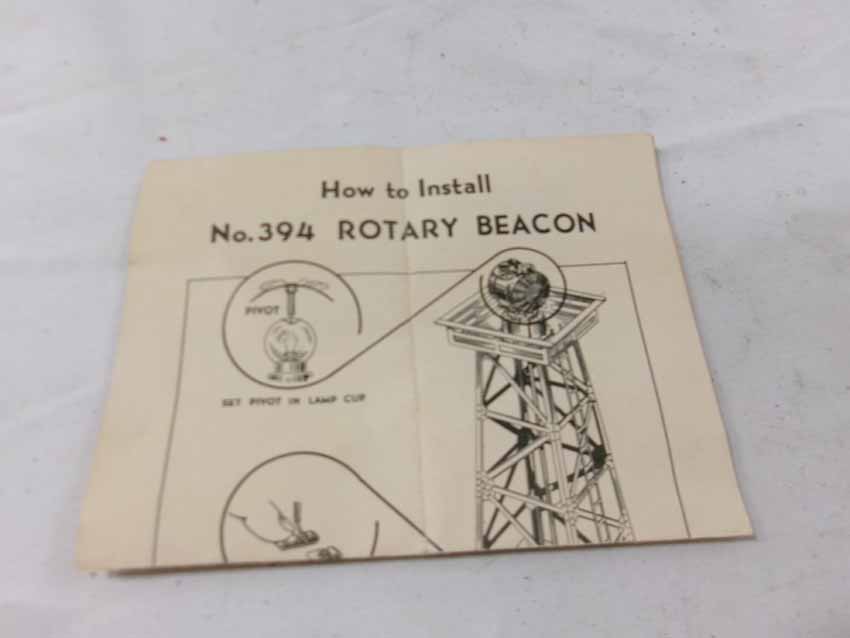 How to Install
No. 394 ROTARY BEACON
PIVOT
SET PIVOT IN LAMP CUP